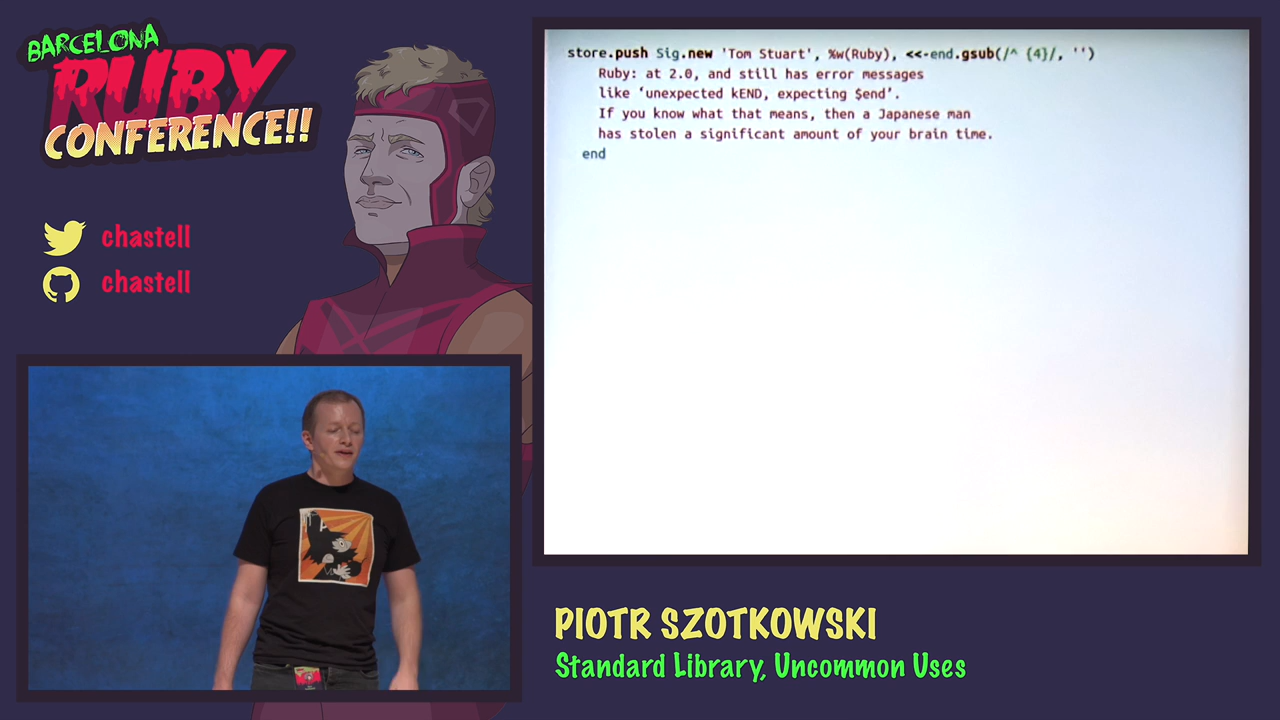 BARCELONA
RUBY
CONFERENCE!!
chastell
chastell
store.push Sig.new 'Tom Stuart', %w(Ruby), <<-end.gsub(/^ {4}/, '')
Ruby: at 2.0, and still has error messages
like ‘unexpected kEND, expecting $end’.
If you know what that means, then a Japanese man
has stolen a significant amount of your brain time.
end
PIOTR SZOTKOWSKI
Standard Library, Uncommon Uses